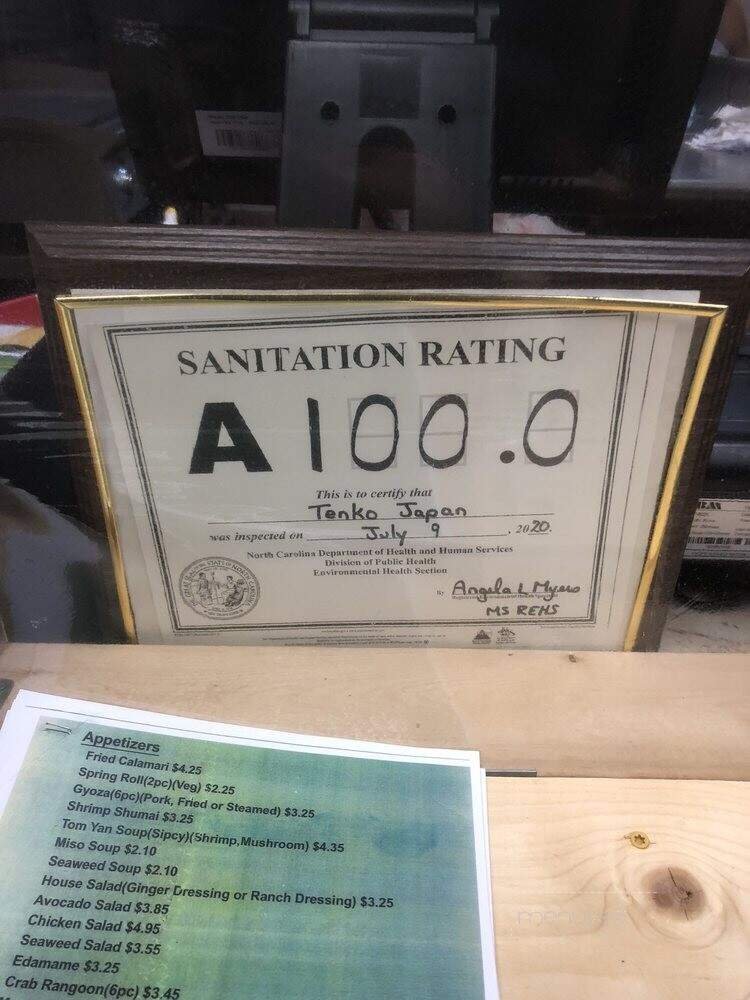 SANITATION RATING
A 100.0
This is to certify that
Tenko Japan
was inspected on July 9, 2020.
North Carolina Department of Health and Human Services
Division of Public Health
Environmental Health Section
By Angela L Myers
MS REHS
Appetizers
Fried Calamari $4.25
Spring Roll(2pc)(Veg) $2.25
Gyoza(6pc)(Pork, Fried or Steamed) $3.25
Shrimp Shumai $3.25
Tom Yan Soup(Sipcy)(Shrimp,Mushroom) $4.35
Miso Soup $2.10
Seaweed Soup $2.10
House Salad(Ginger Dressing or Ranch Dressing) $3.25
Avocado Salad $3.85
Chicken Salad $4.95
Seaweed Salad $3.55
Edamame $3.25
Crab Rangoon(6pc) $3.45